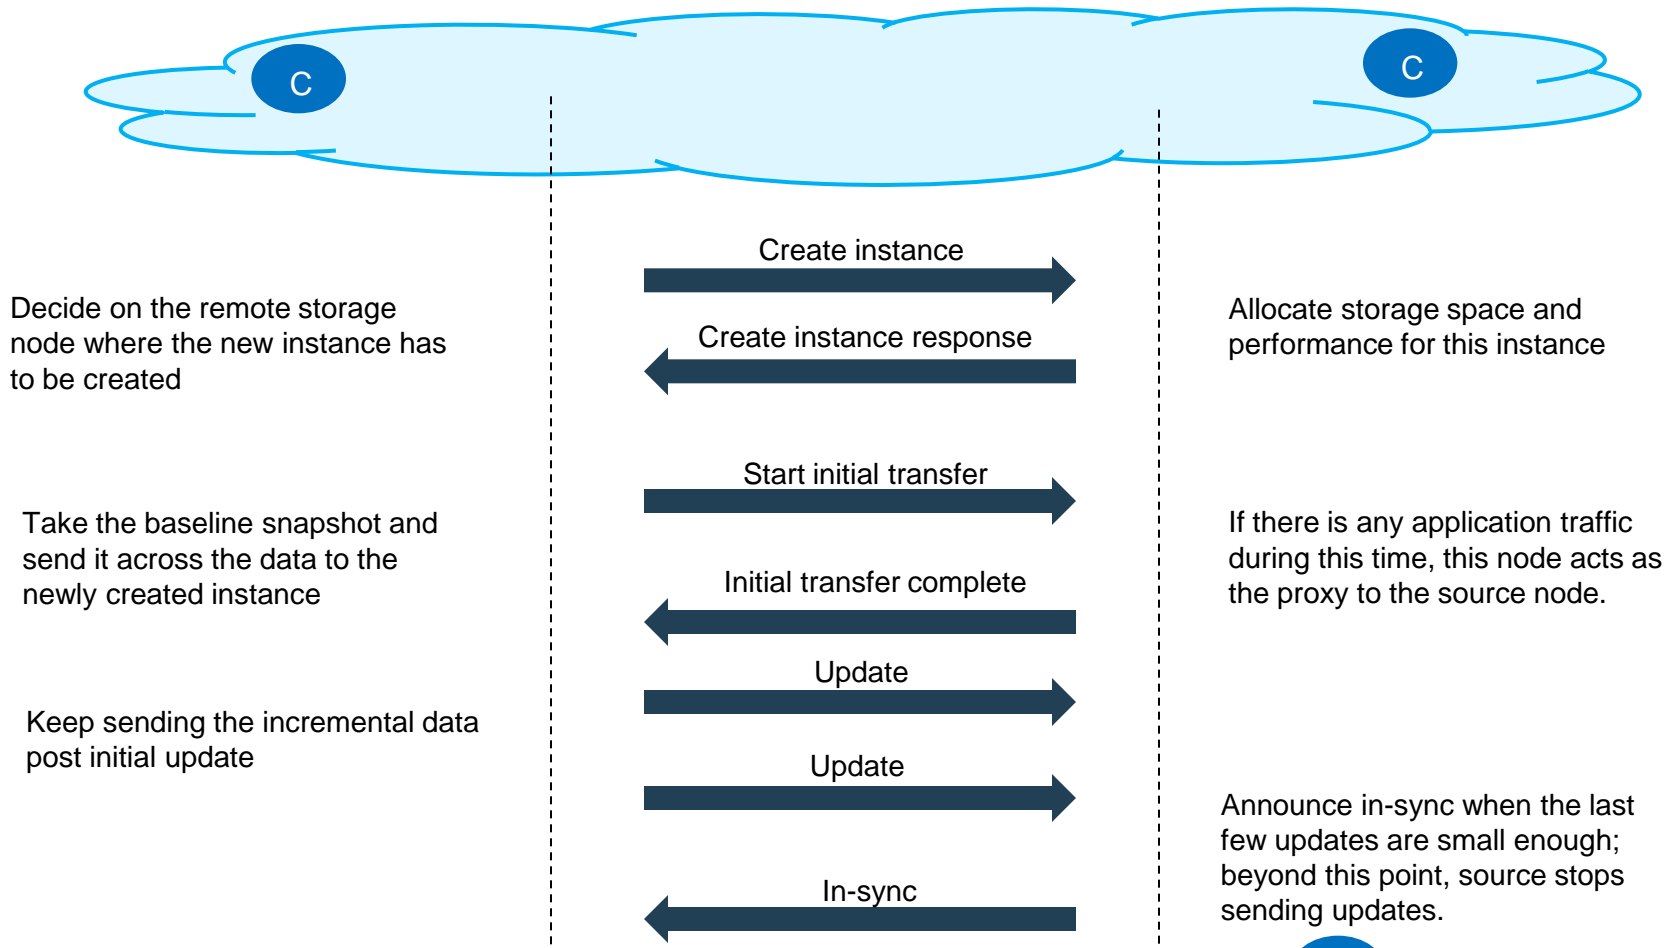 C
C
Create instance
Decide on the remote storage
node where the new instance has
to be created
Create instance response
Allocate storage space and
performance for this instance
Start initial transfer
Take the baseline snapshot and
send it across the data to the
newly created instance
Initial transfer complete
If there is any application traffic
during this time, this node acts as
the proxy to the source node.
Update
Keep sending the incremental data
post initial update
Update
Announce in-sync when the last
few updates are small enough;
beyond this point, source stops
sending updates.
In-sync